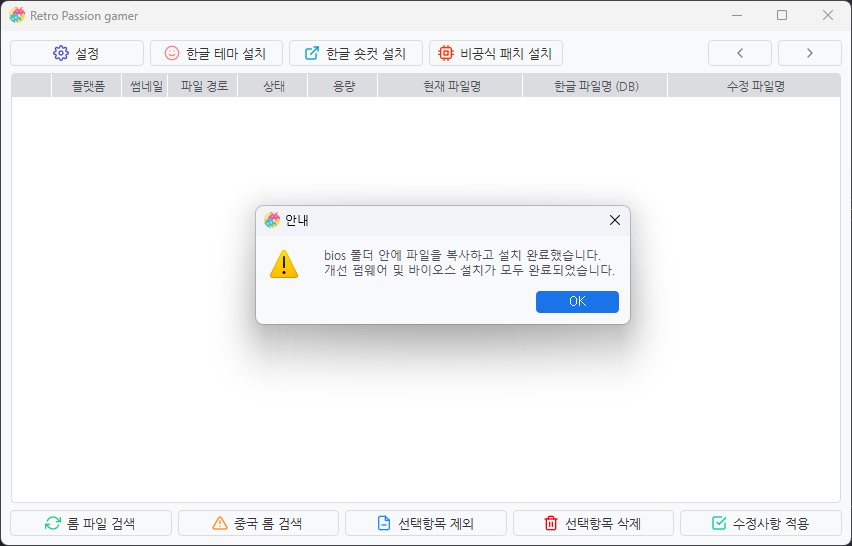 Retro Passion gamer
설정
한글 테마 설치
한글 숏컷 설치
비공식 패치 설치
플랫폼
썸네일
파일 경로
상태
용량
현재 파일명
한글 파일명 (DB)
수정 파일명
안내
bios 폴더 안에 파일을 복사하고 설치 완료했습니다.
개선 펌웨어 및 바이오스 설치가 모두 완료되었습니다.
OK
롬 파일 검색
중국 롬 검색
선택항목 제외
선택항목 삭제
수정사항 적용